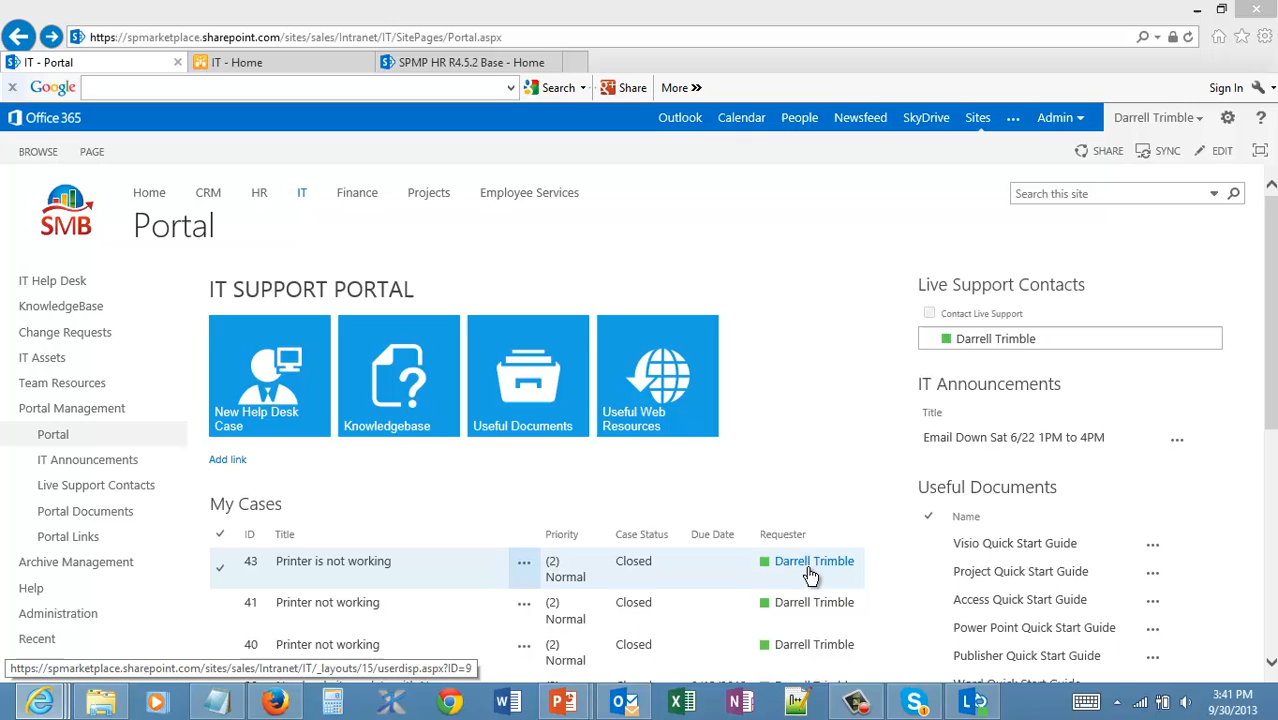 https://spmarketplace.sharepoint.com/sites/sales/Intranet/IT/SitePages/Portal.aspx
IT - Portal
IT - Home
SPMP HR R4.5.2 Base - Home
Google
Search
Share
More »
Sign In
Office 365
Outlook
Calendar
People
Newsfeed
SkyDrive
Sites
Admin
Darrell Trimble
BROWSE
PAGE
SHARE
SYNC
EDIT
SMB
Home
CRM
HR
IT
Finance
Projects
Employee Services
Search this site
Portal
IT Help Desk
KnowledgeBase
Change Requests
IT Assets
Team Resources
Portal Management
Portal
IT Announcements
Live Support Contacts
Portal Documents
Portal Links
Archive Management
Help
Administration
Recent
IT SUPPORT PORTAL
New Help Desk
Case
Knowledgebase
Useful Documents
Useful Web
Resources
Add link
My Cases
ID Title Priority Case Status Due Date Requester
43 Printer is not working (2) Normal Closed Darrell Trimble
41 Printer not working (2) Normal Closed Darrell Trimble
40 Printer not working (2) Normal Closed Darrell Trimble
Live Support Contacts
Contact Live Support
Darrell Trimble
IT Announcements
Title
Email Down Sat 6/22 1PM to 4PM
Useful Documents
Name
Visio Quick Start Guide
Project Quick Start Guide
Access Quick Start Guide
Power Point Quick Start Guide
Publisher Quick Start Guide
https://spmarketplace.sharepoint.com/sites/sales/Intranet/IT/_layouts/15/userdisp.aspx?ID=9
3:41 PM
9/30/2013